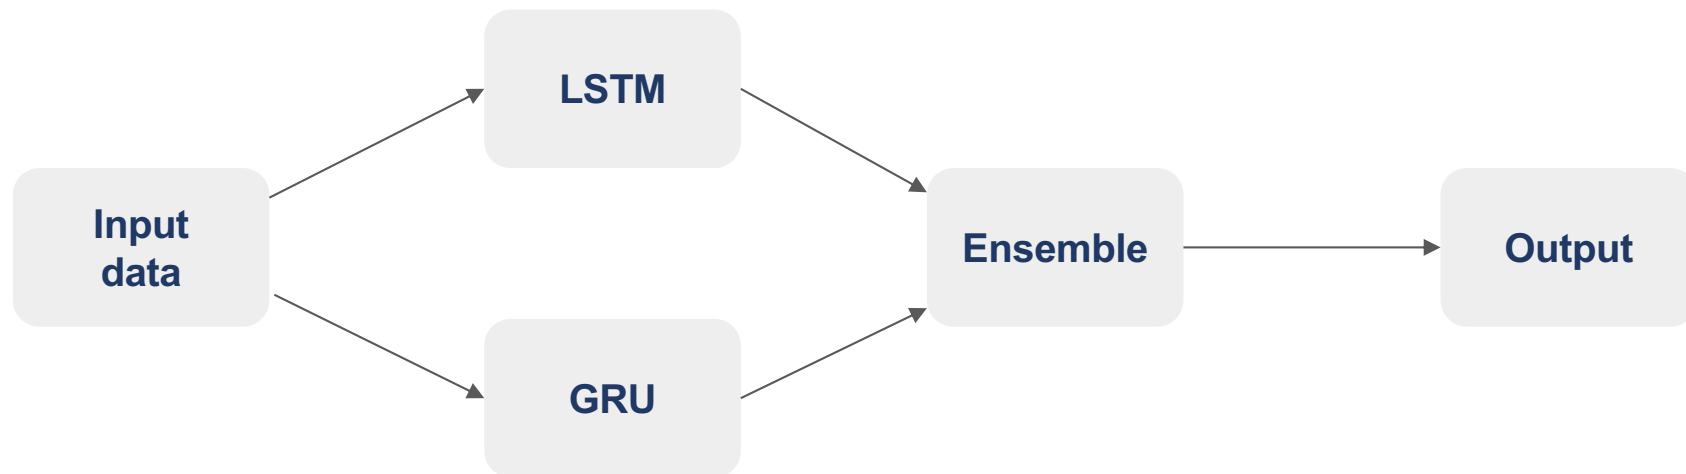 Input
data
LSTM
GRU
Ensemble
Output